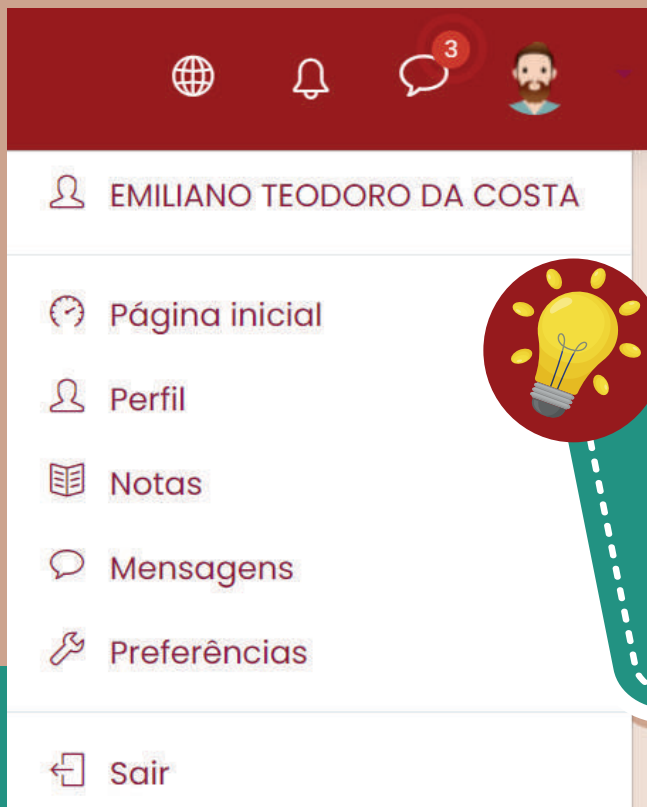 3
EMILIANO TEODORO DA COSTA
Página inicial
Perfil
Notas
Mensagens
Preferências
Sair